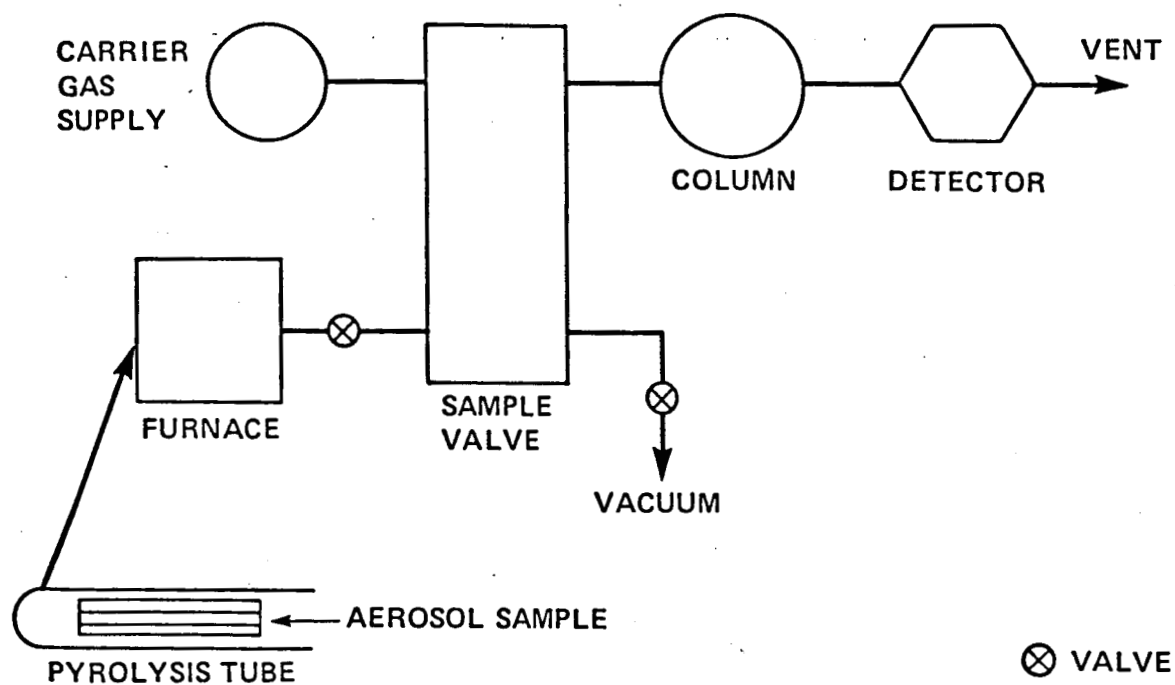 CARRIER
GAS
SUPPLY
VENT
COLUMN
DETECTOR
FURNACE
SAMPLE
VALVE
VACUUM
AEROSOL SAMPLE
PYROLYSIS TUBE
VALVE